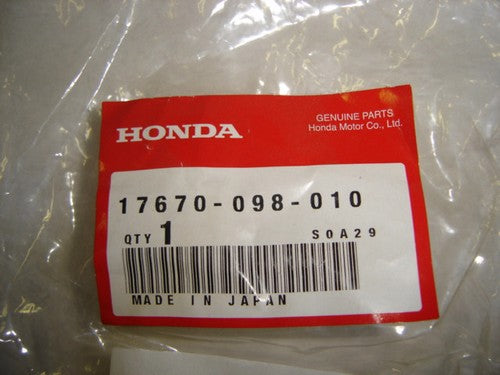 HONDA
GENUINE PARTS
Honda Motor Co., Ltd.
17670-098-010
QTY 1 S0A29
MADE IN JAPAN